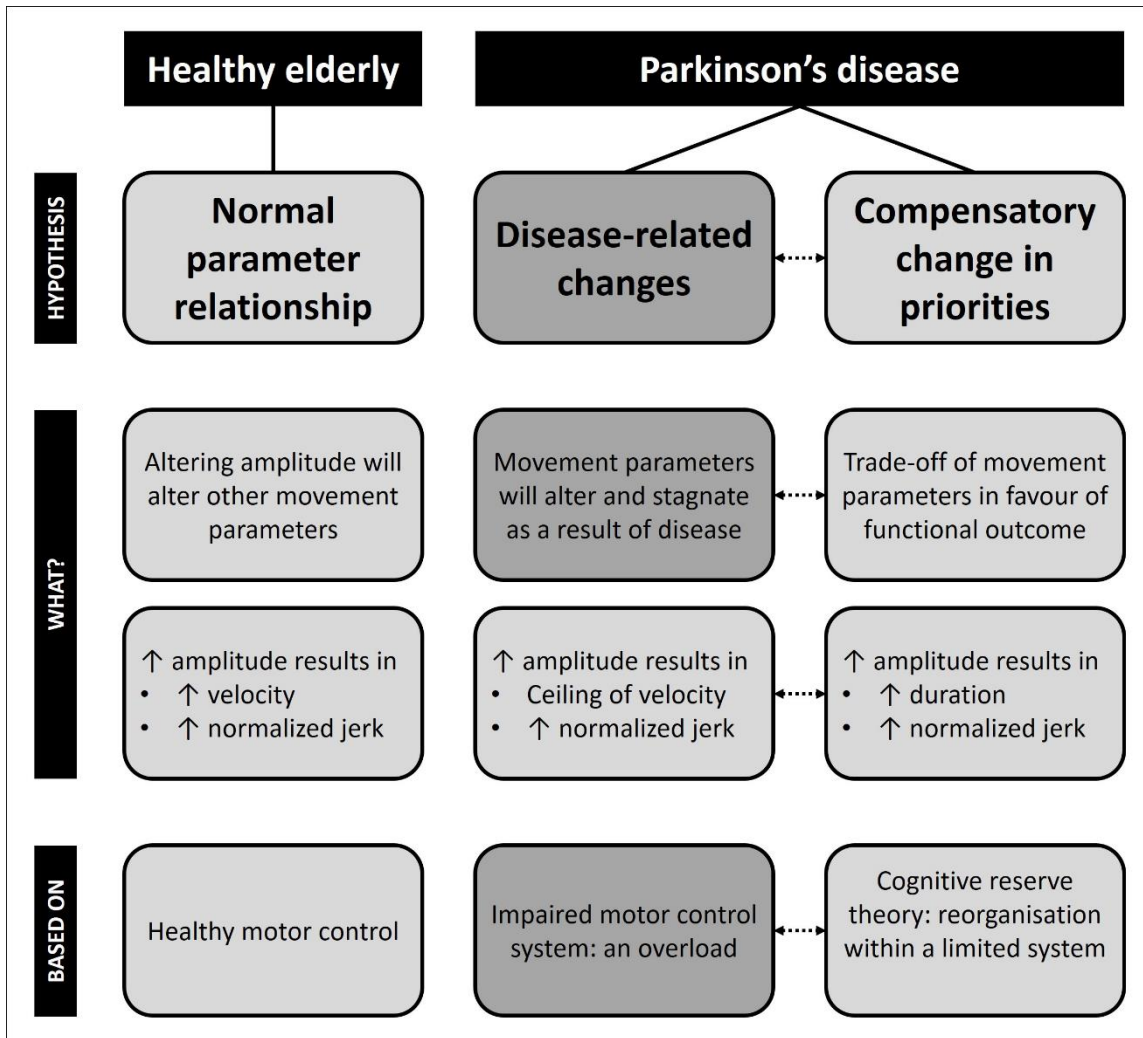 Healthy elderly
Parkinson's disease
HYPOTHESIS
Normal
parameter
relationship
Disease-related
changes
Compensatory
change in
priorities
WHAT?
Altering amplitude will
alter other movement
parameters
Movement parameters
will alter and stagnate
as a result of disease
Trade-off of movement
parameters in favour of
functional outcome
↑ amplitude results in
• ↑ velocity
• ↑ normalized jerk
↑ amplitude results in
• Ceiling of velocity
• ↑ normalized jerk
↑ amplitude results in
• ↑ duration
• ↑ normalized jerk
BASED ON
Healthy motor control
Impaired motor control
system: an overload
Cognitive reserve
theory: reorganisation
within a limited system